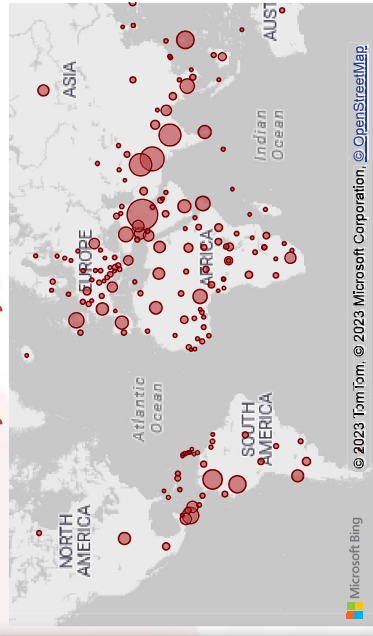 ASIA
AUST
Indian
Ocean
EUROPE
AFRICA
Atlantic
Ocean
SOUTH
AMERICA
NORTH
AMERICA
Microsoft Bing
© 2023 TomTom, © 2023 Microsoft Corporation, © OpenStreetMap